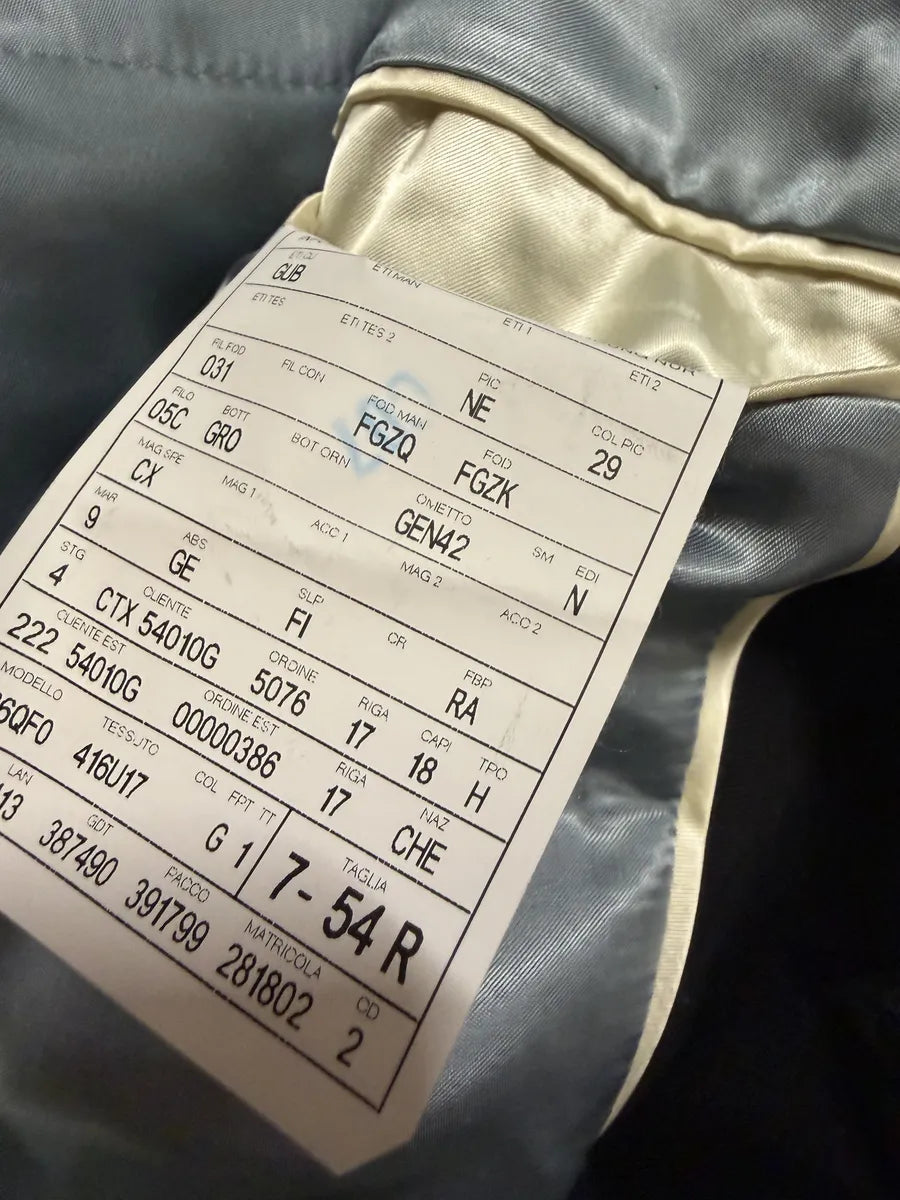 ETI CU ETI MAN ETI 1
GUB
ETI TES ETI TES 2 PIC ETI 2
NE
FIL FOD FIL CON FOD MAN FOD COL PIC
031 FGZQ FGZK 29
FILO BOTT BOT ORN OMETTO SM EDI
05C GRO GEN42 N
MAG SPE MAG 1 ACC 1 MAG 2 ACC 2
CX
MAR ABS SLP CR FBP
9 GE FI RA
STG CLIENTE ORDINE RIGA CAPI TPO
4 CTX 54010G 5076 17 18 H
CLIENTE EST ORDINE EST RIGA NAZ
222 54010G 00000386 17 CHE
MODELLO TESSUTO COL FPT TT TAGLIA
6QF0 416U17 G 1 7- 54 R
LAN GDT PACCO MATRICOLA CD
13 387490 391799 281802 2